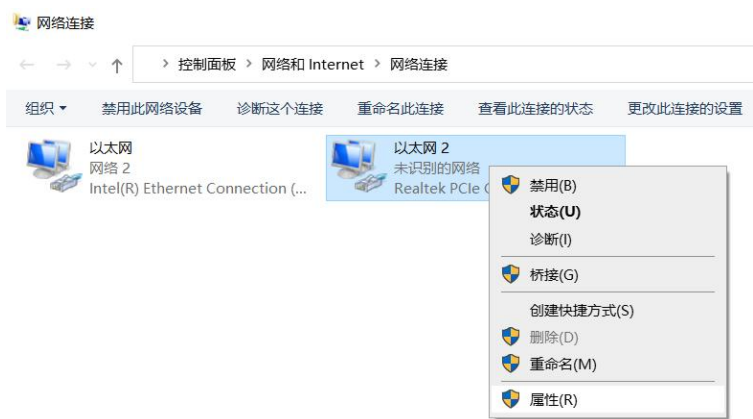 网络连接
控制面板 > 网络和 Internet > 网络连接
组织 禁用此网络设备 诊断这个连接 重命名此连接 查看此连接的状态 更改此连接的设置
以太网
网络 2
Intel(R) Ethernet Connection (...
以太网 2
未识别的网络
Realtek PCIe
禁用(B)
状态(U)
诊断(I)
桥接(G)
创建快捷方式(S)
删除(D)
重命名(M)
属性(R)